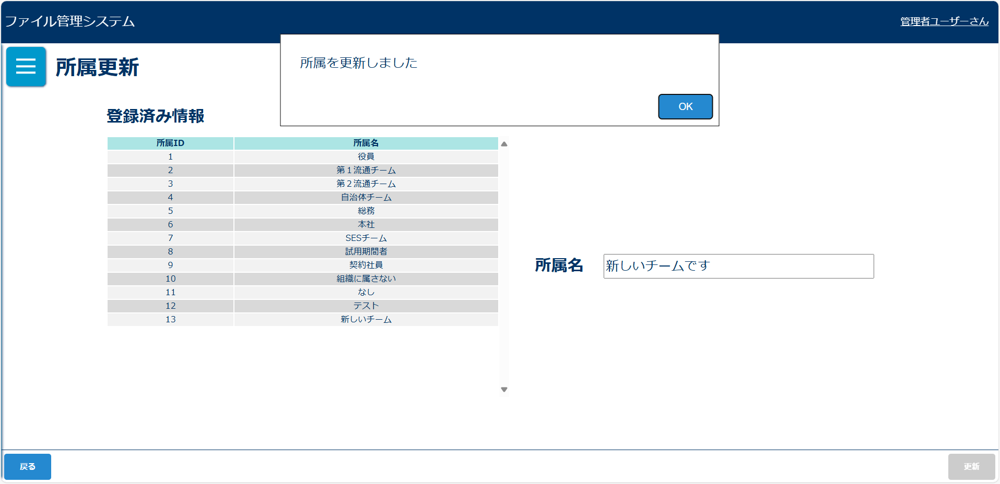 ファイル管理システム
管理者ユーザーさん
所属更新
所属を更新しました
OK
登録済み情報
所属ID 所属名
1 役員
2 第１流通チーム
3 第２流通チーム
4 自治体チーム
5 総務
6 本社
7 SESチーム
8 試用期間者
9 契約社員
10 組織に属さない
11 なし
12 テスト
13 新しいチーム
所属名 新しいチームです
戻る
更新